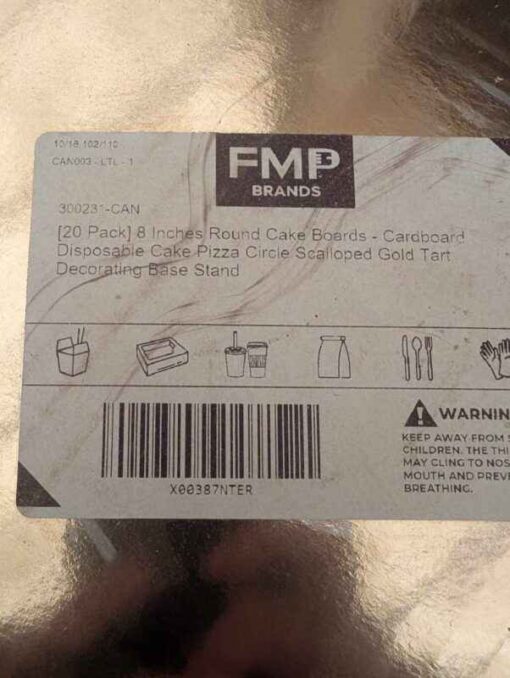 10/18 102/110
CAN003 - LTL - 1
FMP
BRANDS
300231-CAN
[20 Pack] 8 Inches Round Cake Boards - Cardboard
Disposable Cake Pizza Circle Scalloped Gold Tart
Decorating Base Stand
X00387NTER
WARNIN
KEEP AWAY FROM S
CHILDREN. THE THI
MAY CLING TO NOS
MOUTH AND PREVE
BREATHING.